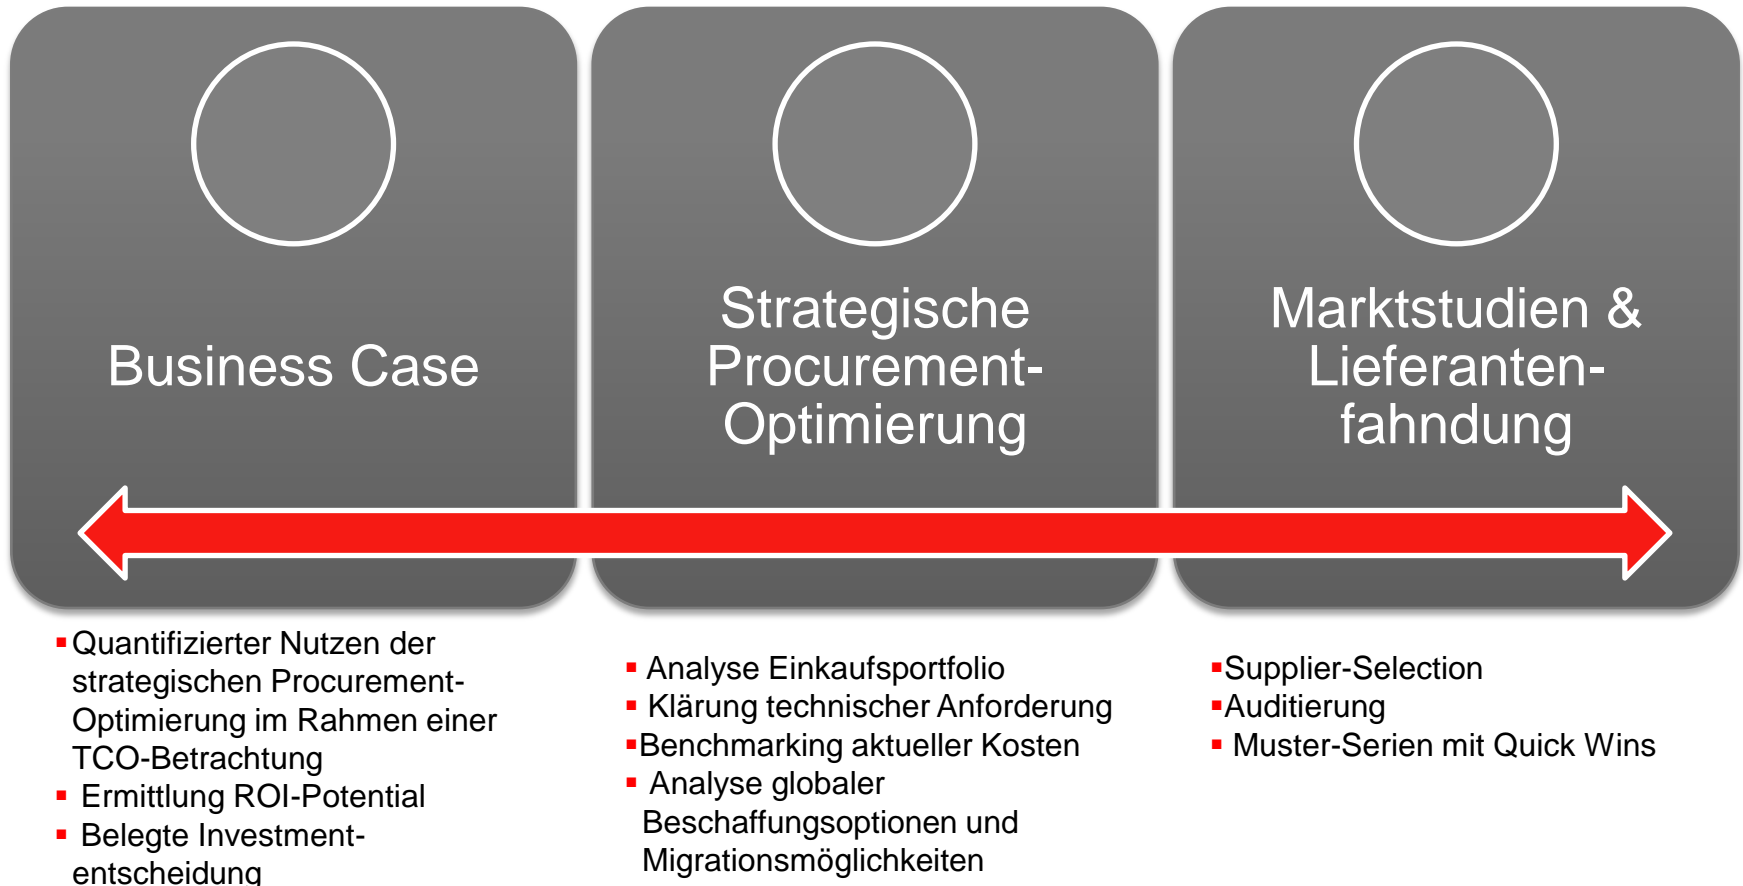 Business Case
Strategische
Procurement-
Optimierung
Marktstudien &
Lieferanten-
fahndung
▪Quantifizierter Nutzen der
strategischen Procurement-
Optimierung im Rahmen einer
TCO-Betrachtung
▪ Ermittlung ROI-Potential
▪ Belegte Investment-
entscheidung
▪ Analyse Einkaufsportfolio
▪ Klärung technischer Anforderung
▪Benchmarking aktueller Kosten
▪ Analyse globaler
Beschaffungsoptionen und
Migrationsmöglichkeiten
▪Supplier-Selection
▪Auditierung
▪ Muster-Serien mit Quick Wins